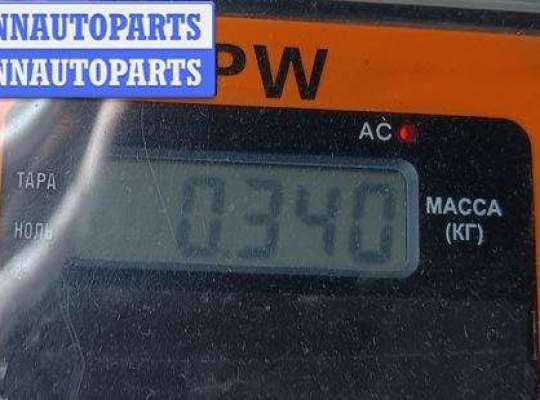 NNAUTOPARTS
NNAUTOPARTS
PW
AC
ТАРА
НОЛЬ
0.340
МАССА
(КГ)